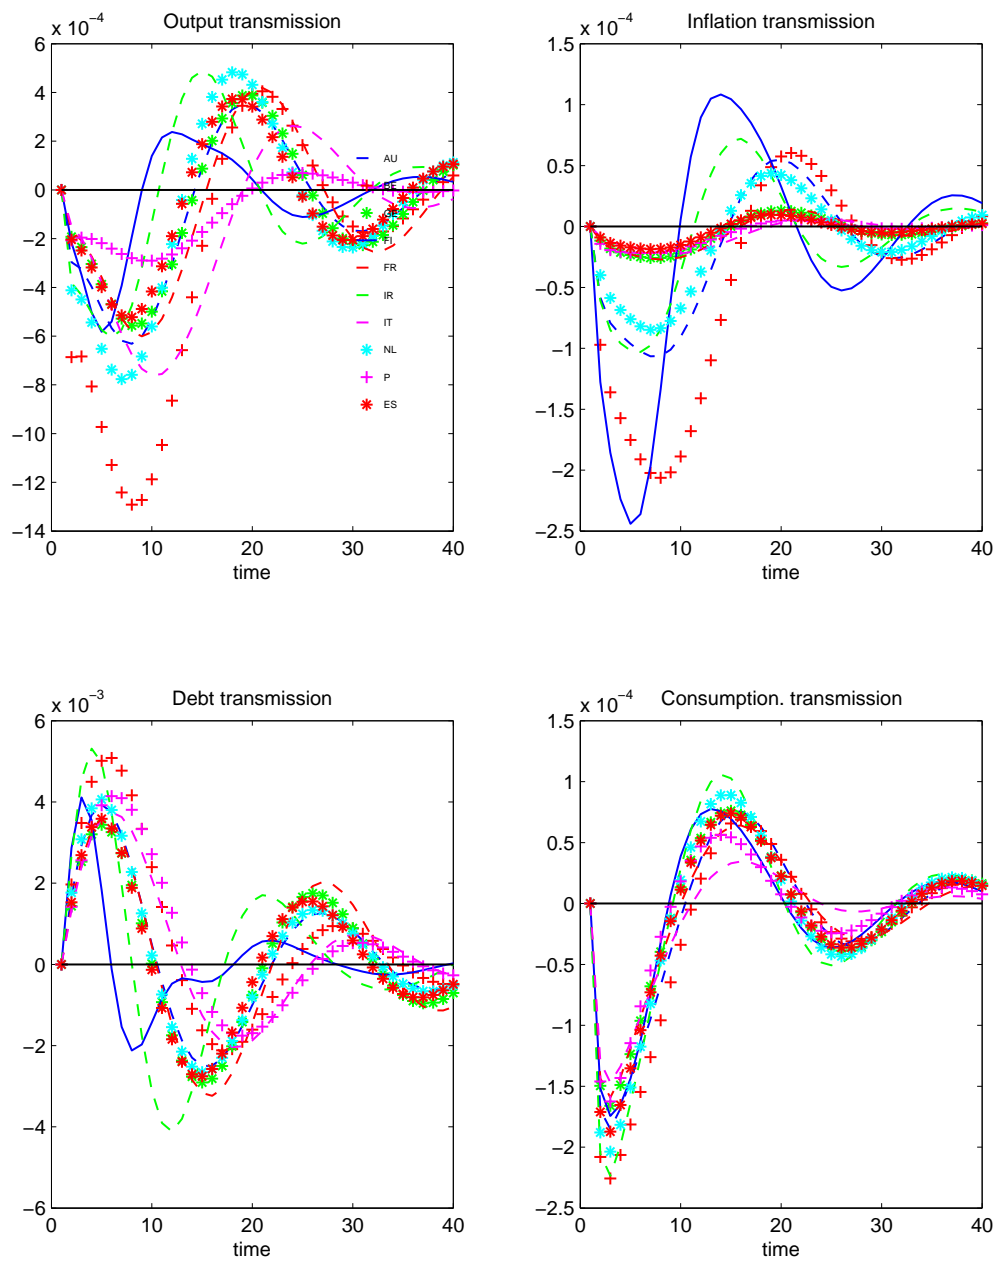 Output transmission
x 10−4
6
4
2
0
−2
−4
−6
−8
−10
−12
−14
0 10 20 30 40
time
AU
BE
GE
FI
FR
IR
IT
NL
P
ES
Inflation transmission
x 10−4
1.5
1
0.5
0
−0.5
−1
−1.5
−2
−2.5
0 10 20 30 40
time
Debt transmission
x 10−3
6
4
2
0
−2
−4
−6
0 10 20 30 40
time
Consumption. transmission
x 10−4
1.5
1
0.5
0
−0.5
−1
−1.5
−2
−2.5
0 10 20 30 40
time